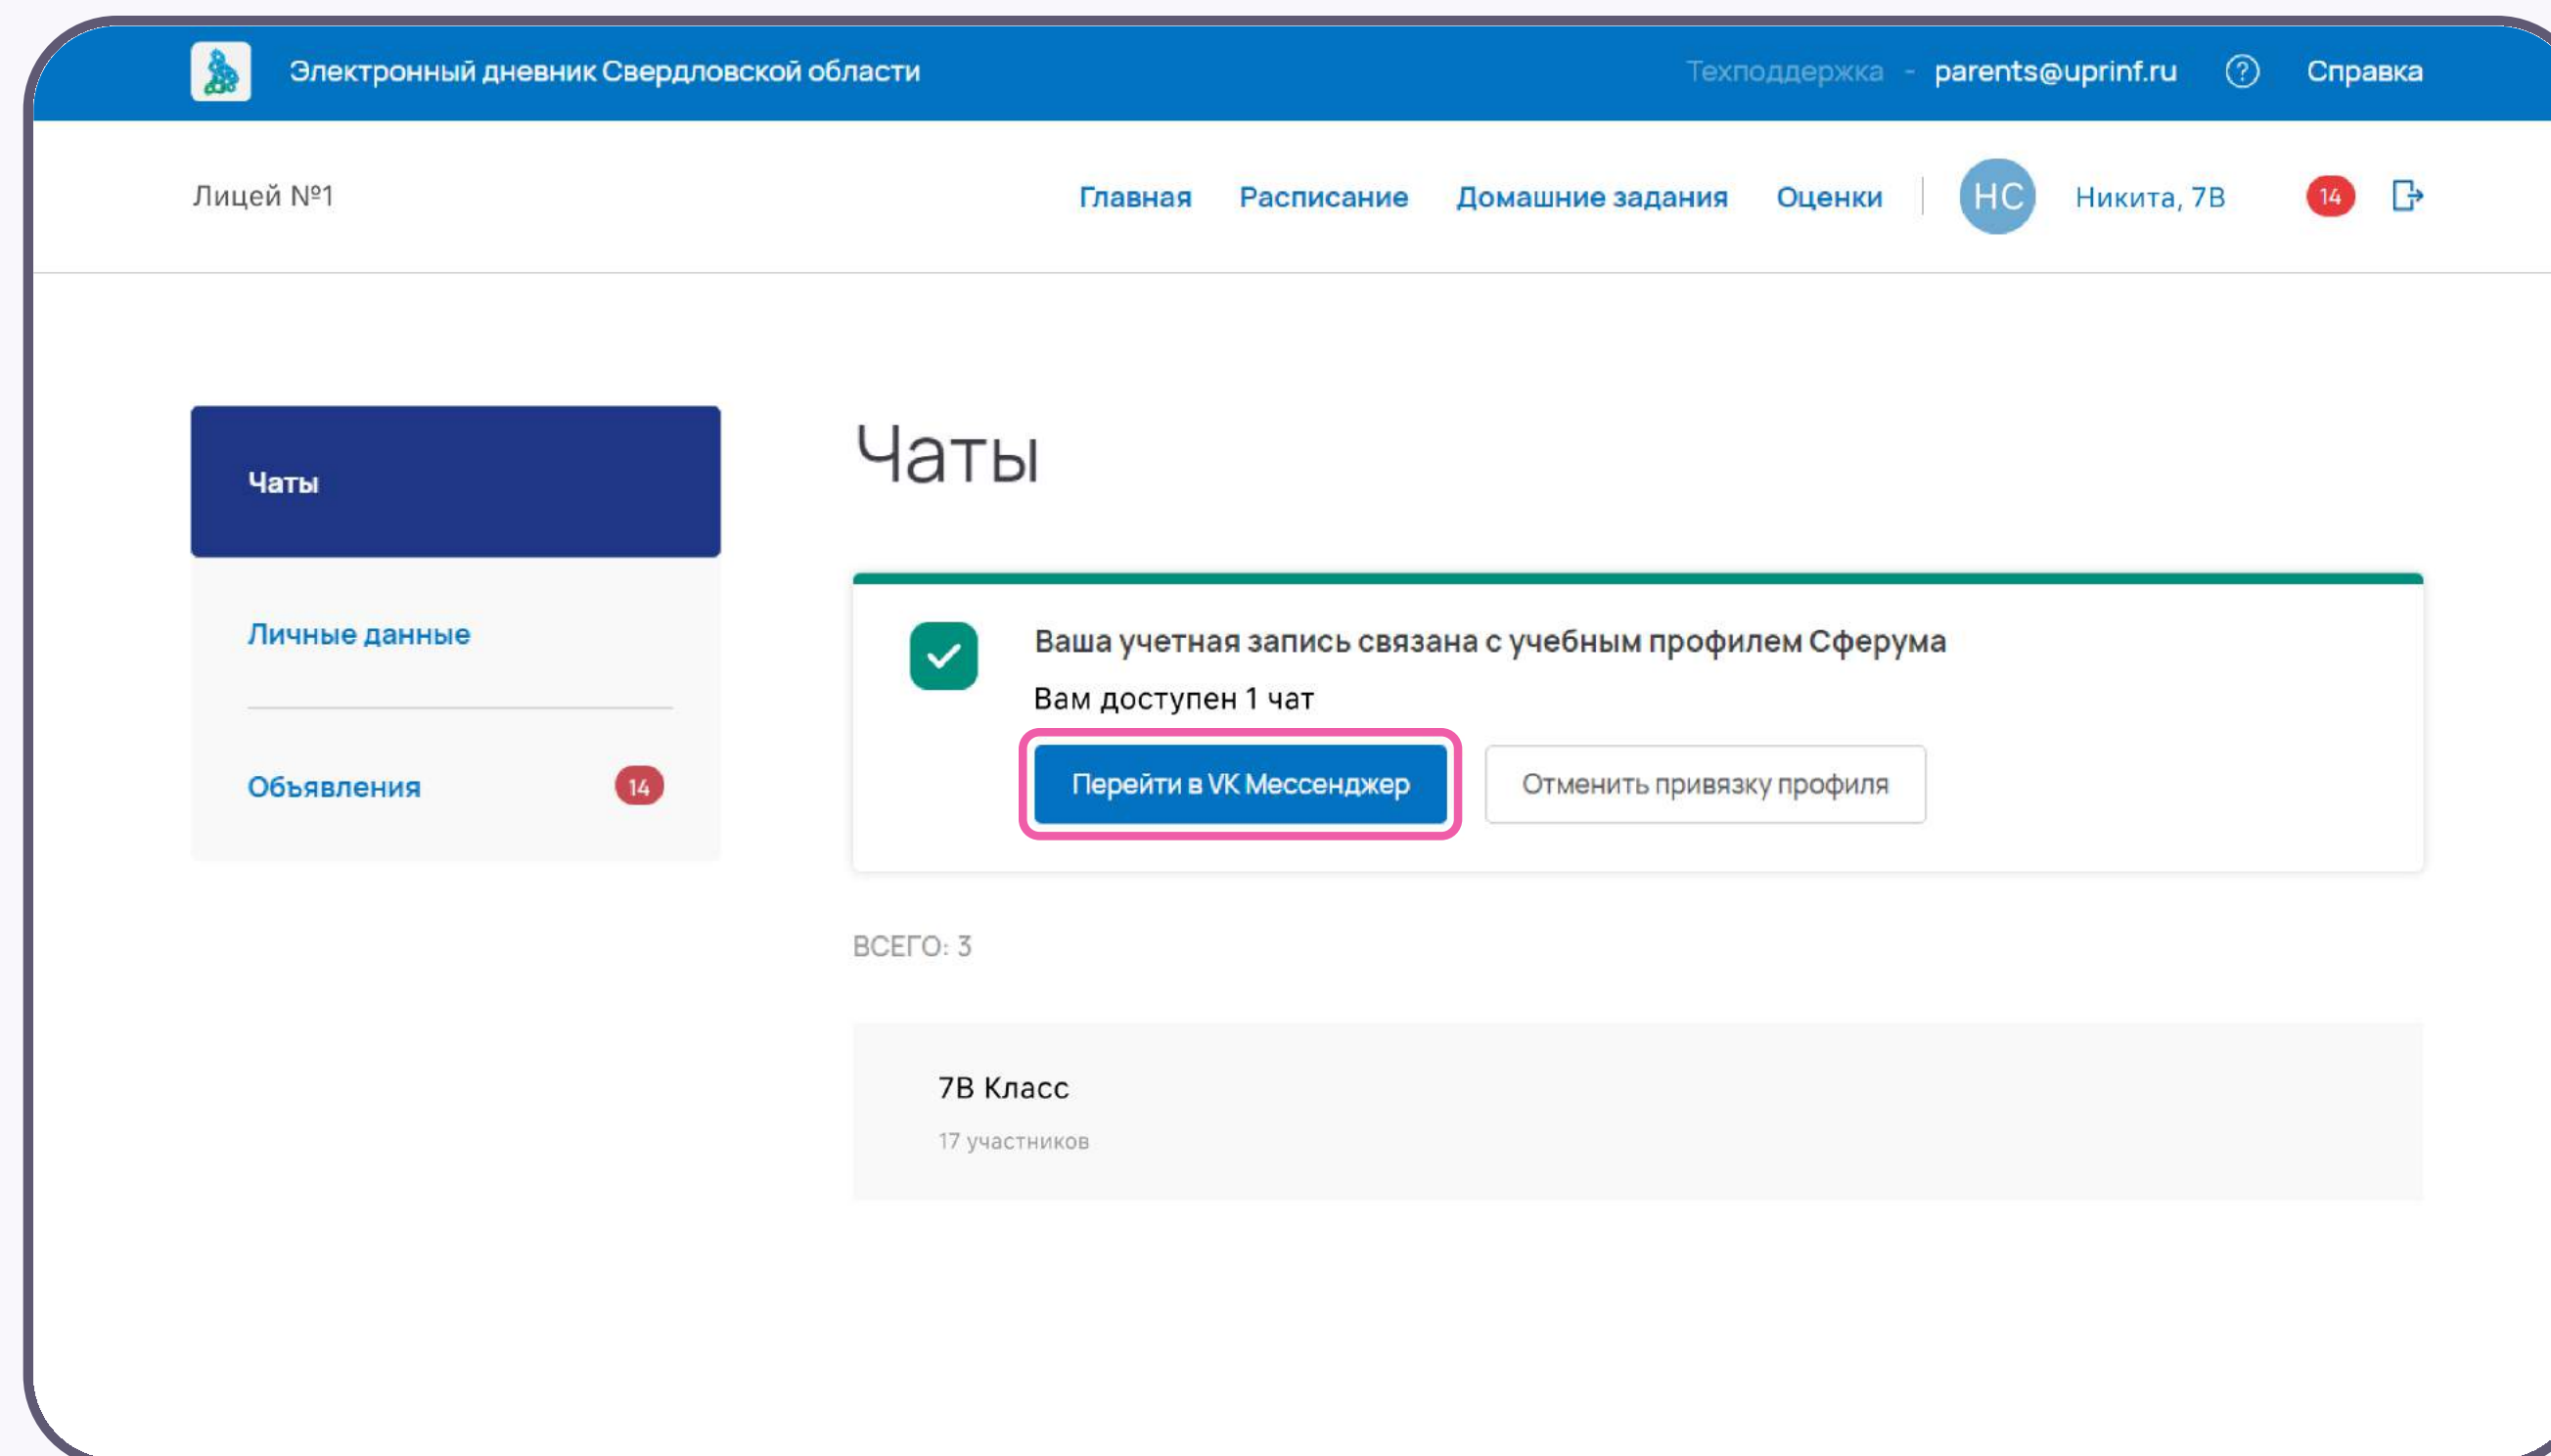 Электронный дневник Свердловской области
Техподдержка - parents@uprinf.ru ? Справка
Лицей №1
Главная Расписание Домашние задания Оценки НС Никита, 7В 14
Чаты
Личные данные
Объявления 14
Чаты
Ваша учетная запись связана с учебным профилем Сферума
Вам доступен 1 чат
Перейти в VK Мессенджер Отменить привязку профиля
ВСЕГО: 3
7В Класс
17 участников